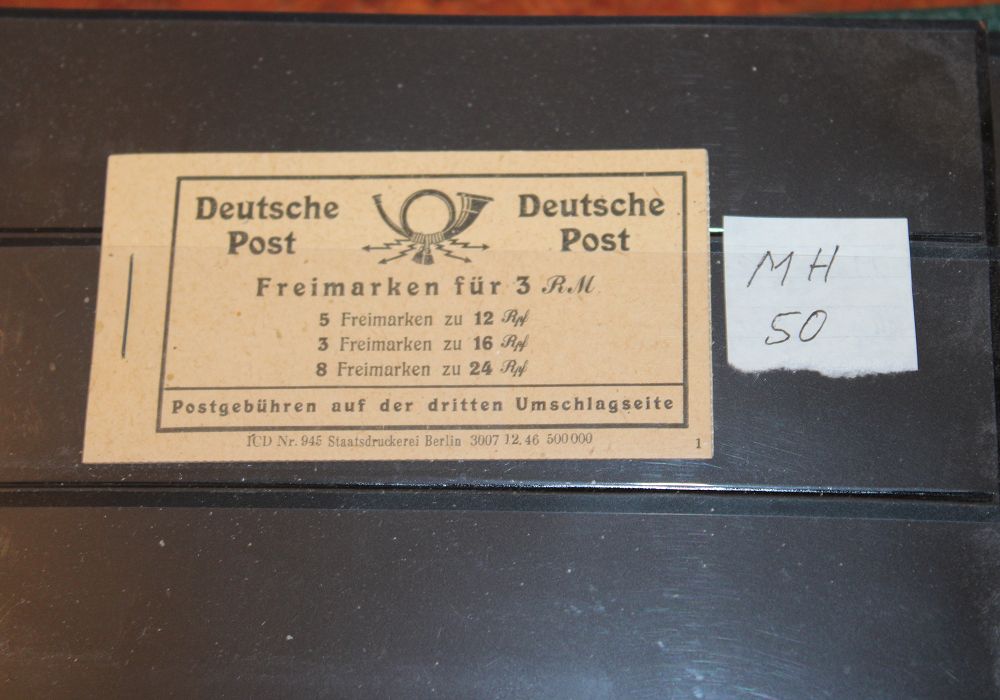 Deutsche Post
Deutsche Post
Freimarken für 3 RM
5 Freimarken zu 12 Rpf
3 Freimarken zu 16 Rpf
8 Freimarken zu 24 Rpf
Postgebühren auf der dritten Umschlagseite
TCD Nr. 945 Staatsdruckerei Berlin 3007 12. 46 500000
1
MH
50